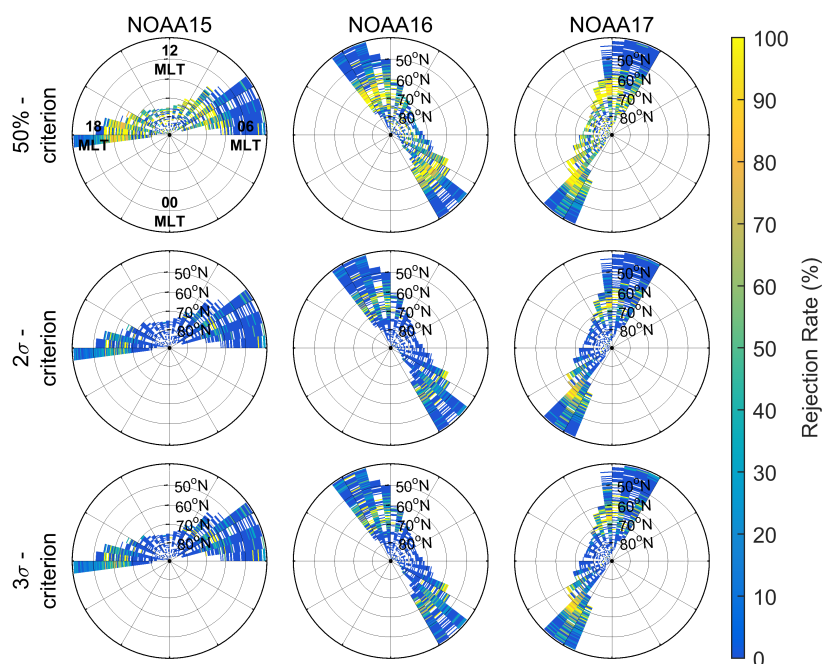 NOAA15 NOAA16 NOAA17
50% -
criterion
12
MLT
18
MLT
06
MLT
00
MLT
50°N
60°N
70°N
80°N
50°N
60°N
70°N
80°N
2σ -
criterion
50°N
60°N
70°N
80°N
50°N
60°N
70°N
80°N
50°N
60°N
70°N
80°N
3σ -
criterion
50°N
60°N
70°N
80°N
50°N
60°N
70°N
80°N
50°N
60°N
70°N
80°N
100
90
80
70
60
50
40
30
20
10
0
Rejection Rate (%)